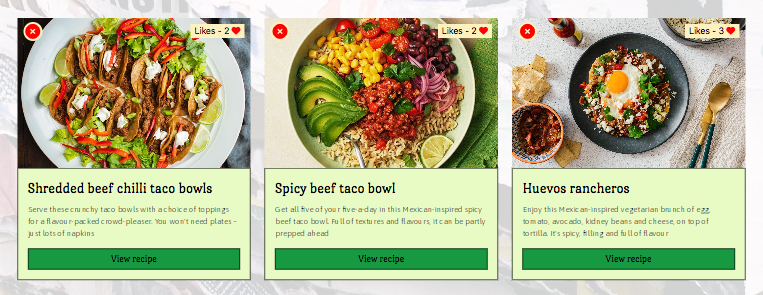 Likes - 2
Likes - 2
Likes - 3
Shredded beef chilli taco bowls
Serve these crunchy taco bowls with a choice of toppings
for a flavour-packed crowd-pleaser. You won't need plates –
just lots of napkins
View recipe
Spicy beef taco bowl
Get all five of your five-a-day in this Mexican-inspired spicy
beef taco bowl. Full of textures and flavours, it can be partly
prepped ahead
View recipe
Huevos rancheros
Enjoy this Mexican-inspired vegetarian brunch of egg,
tomato, avocado, kidney beans and cheese, on top of
tortilla. It's spicy, filling and full of flavour
View recipe